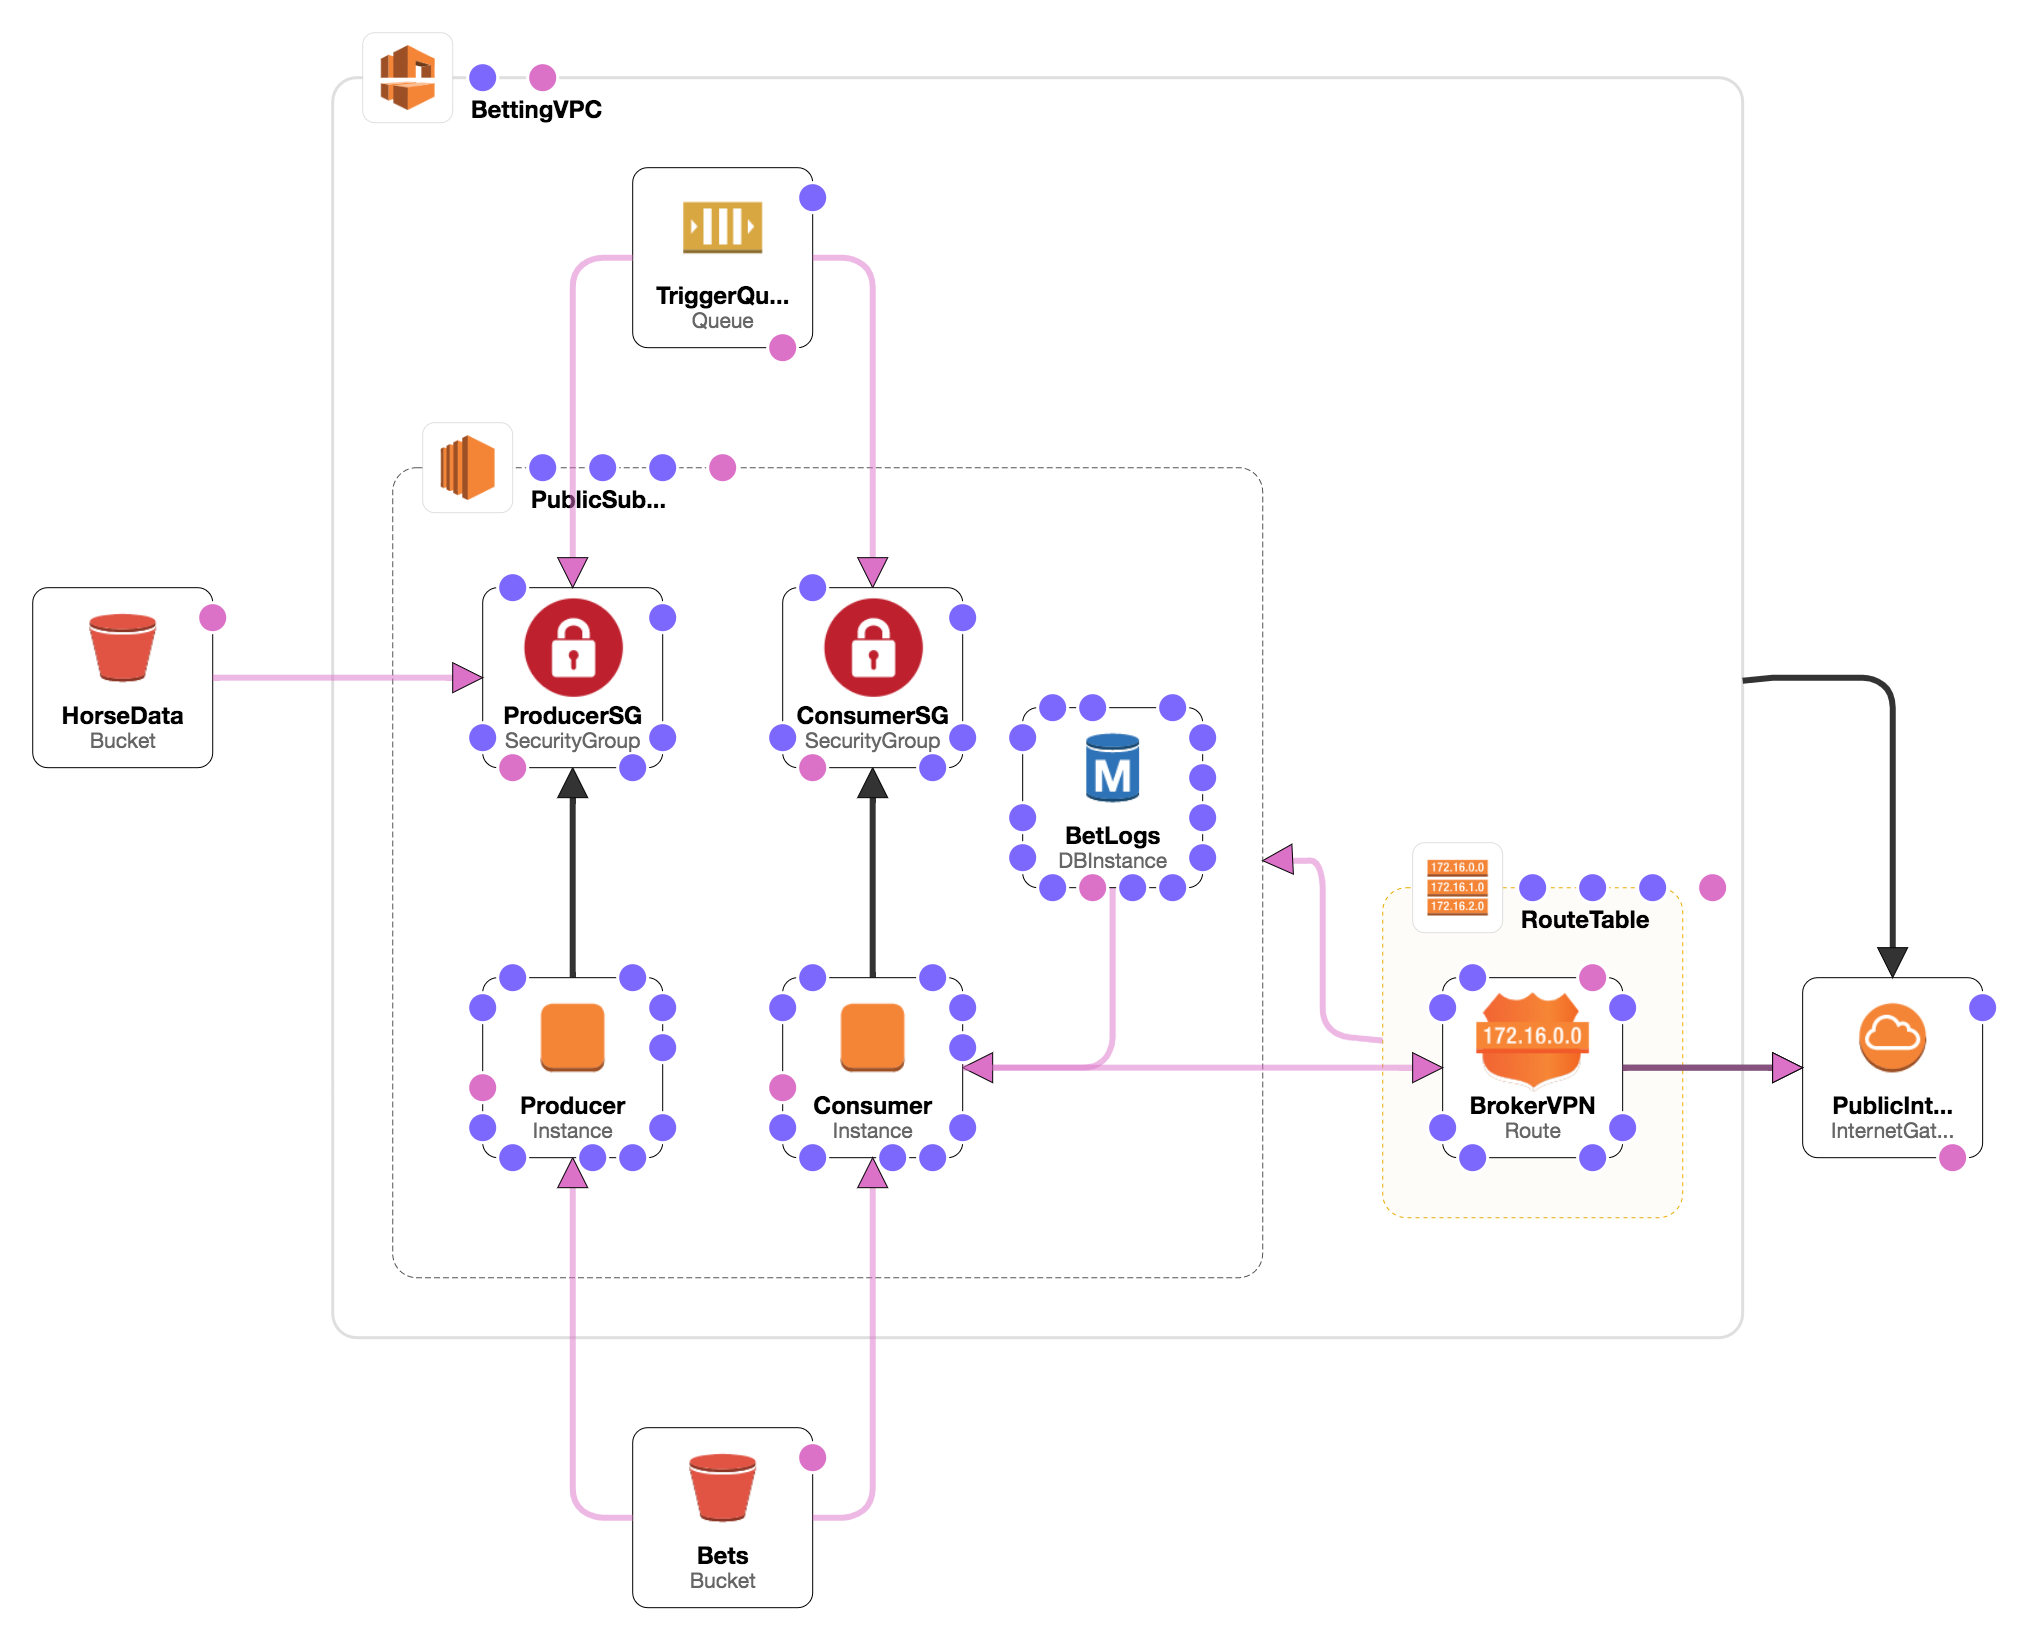 BettingVPC
TriggerQu...
Queue
PublicSub...
HorseData
Bucket
ProducerSG
SecurityGroup
ConsumerSG
SecurityGroup
M
BetLogs
DBInstance
172.16.0.0
172.16.1.0
172.16.2.0
RouteTable
Producer
Instance
Consumer
Instance
172.16.0.0
BrokerVPN
Route
PublicInt...
InternetGat...
Bets
Bucket